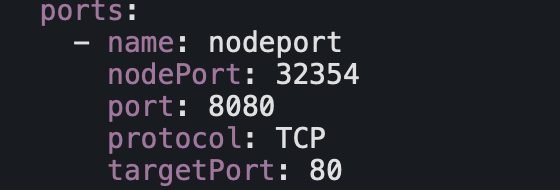 ports:
- name: nodeport
nodePort: 32354
port: 8080
protocol: TCP
targetPort: 80